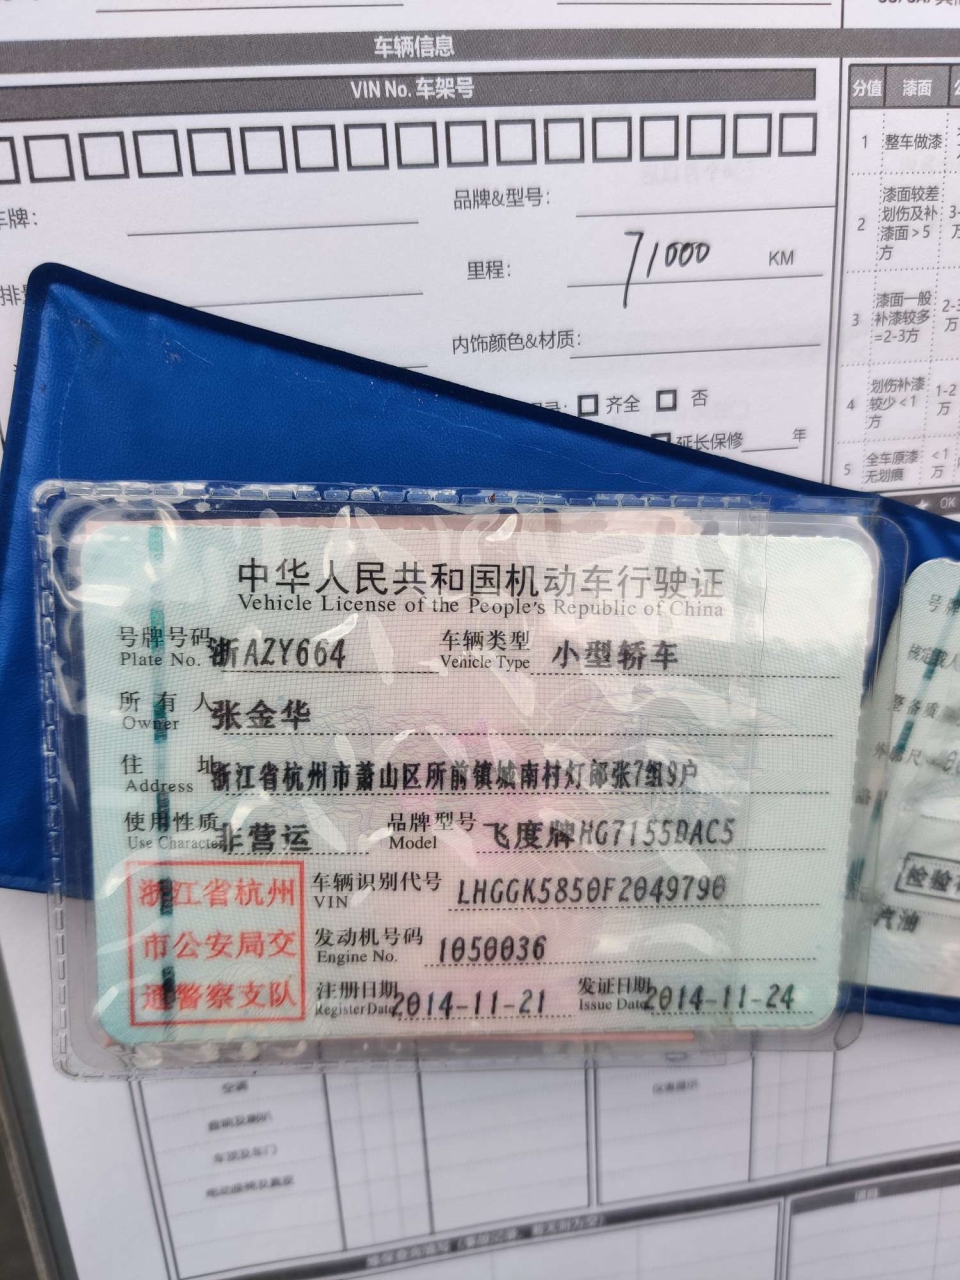 车辆信息
VIN No. 车架号
品牌&型号:
里程: 71000 KM
内饰颜色&材质:
齐全 否
延长保修 年
分值 漆面
1 整车做漆
2 漆面较差
划伤及补
漆面>5
方
3 漆面一般
补漆较多
=2-3方
4 划伤补漆
较少<1
方
1-2
万
5 全车原漆
无划痕
<1
万
OK
中华人民共和国机动车行驶证
Vehicle License of the People's Republic of China
号牌号码 浙AZY664 车辆类型 小型轿车
Plate No. Vehicle Type
所有人 张金华
Owner
住址 浙江省杭州市萧山区所前镇城南村灯郎张7组9户
Address
使用性质 非营运 品牌型号 飞度牌HG7155DAC5
Use Character Model
浙江省杭州
市公安局交
通警察支队
车辆识别代号 LHGGK5850F2049790
VIN
发动机号码 1050036
Engine No.
注册日期 2014-11-21 发证日期 2014-11-24
Register Date Issue Date
号牌
检验
汽油